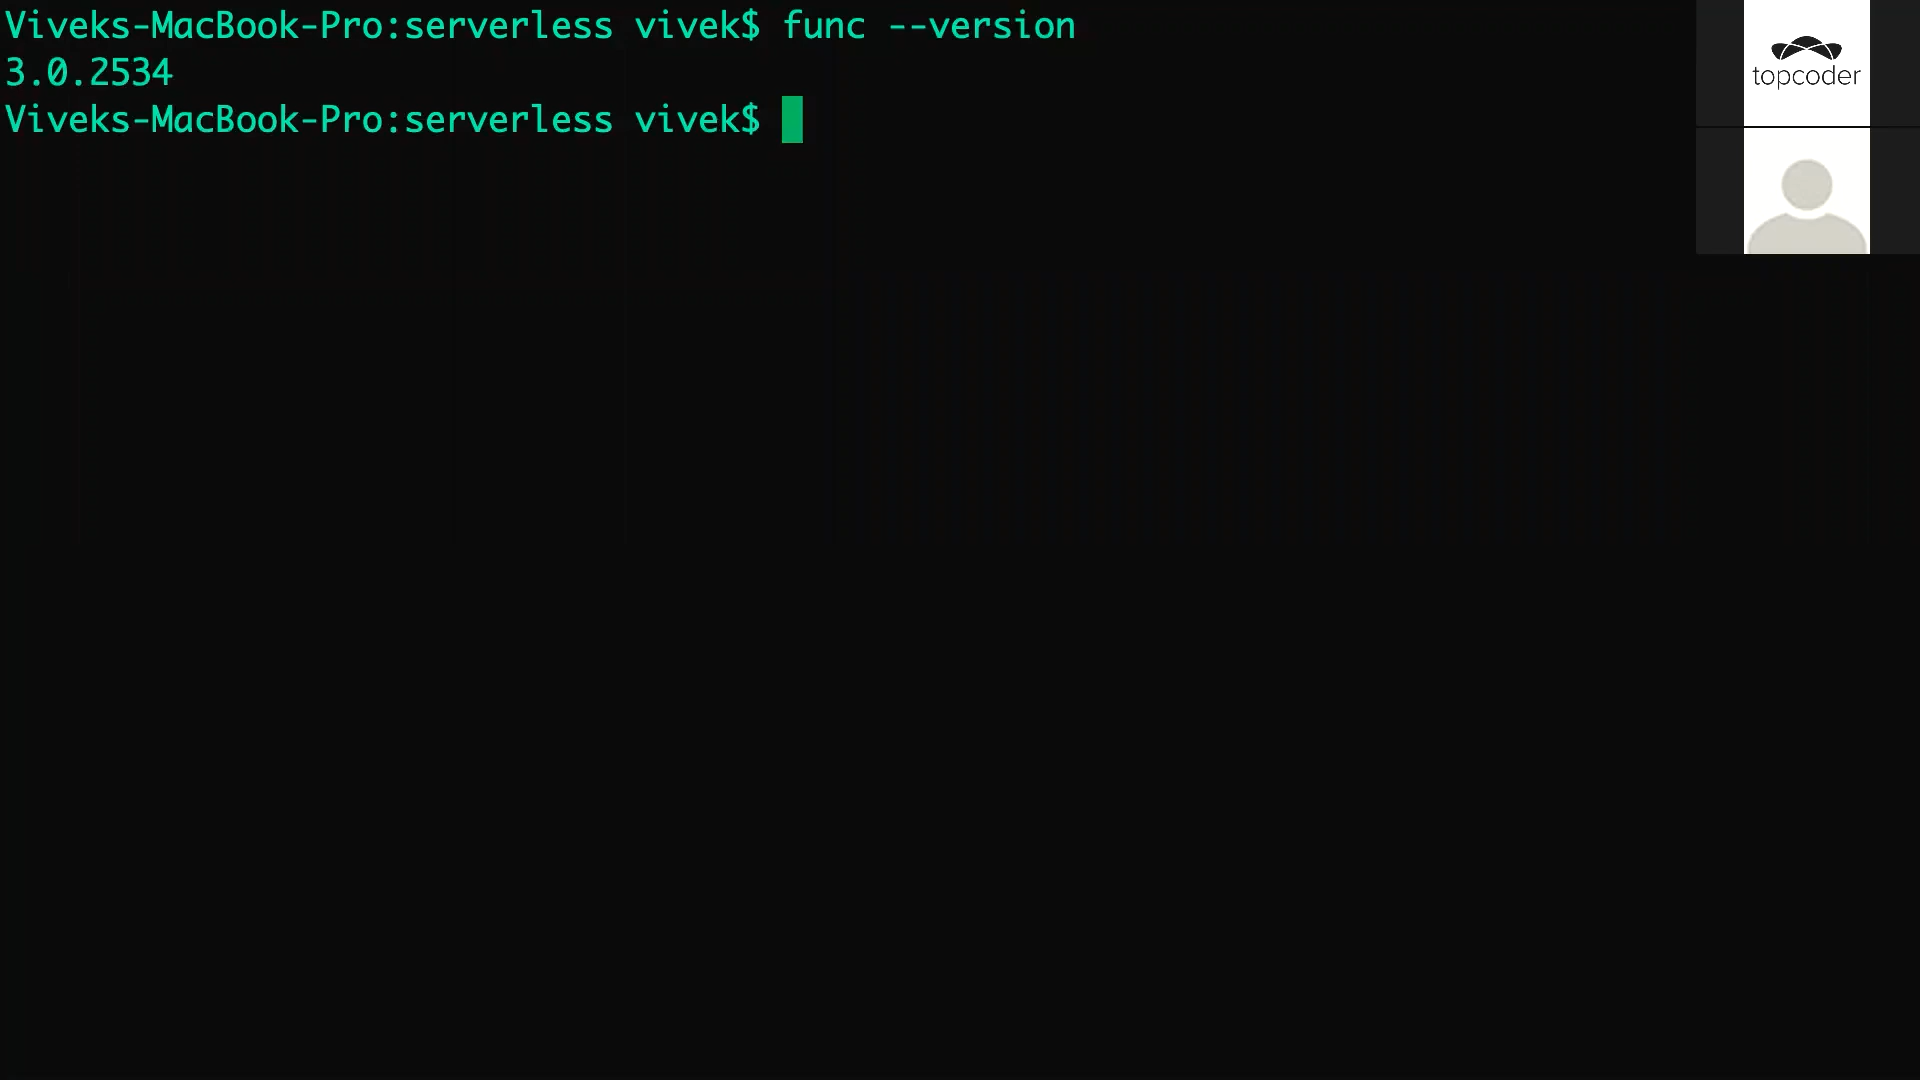 Viveks-MacBook-Pro:serverless vivek$ func --version
3.0.2534
Viveks-MacBook-Pro:serverless vivek$
topcoder